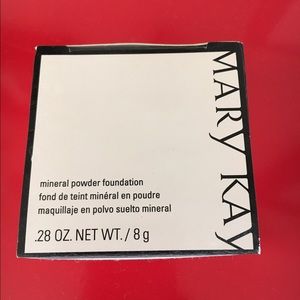 MARY KAY
mineral powder foundation
fond de teint minéral en poudre
maquillaje en polvo suelto mineral
.28 OZ. NET WT. / 8 g